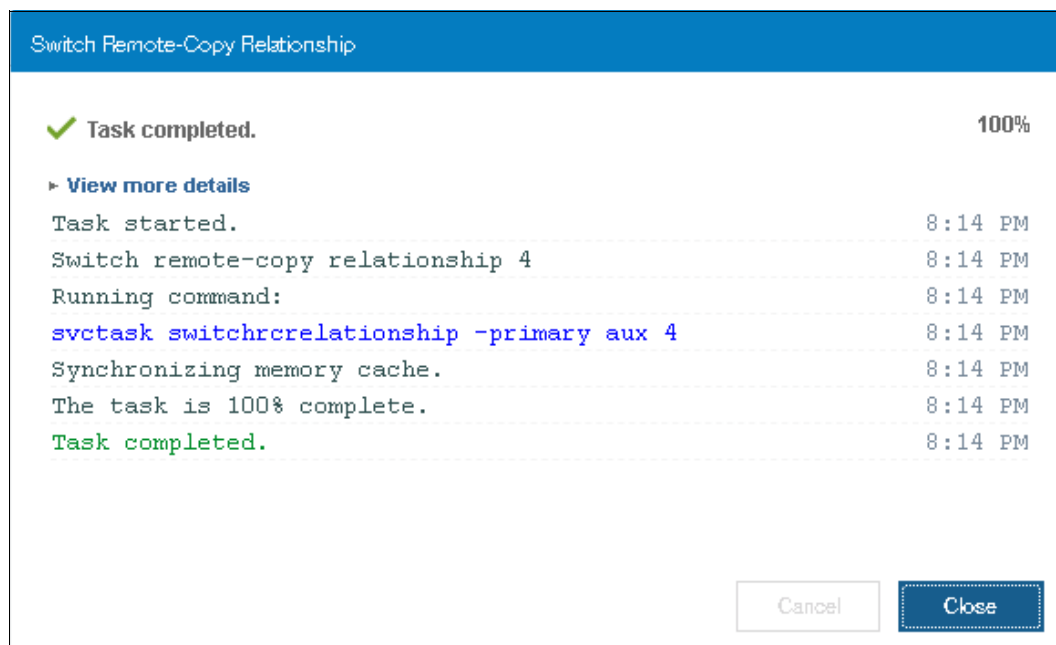 Switch Remote-Copy Relationship
Task completed. 100%
View more details
Task started. 8:14 PM
Switch remote-copy relationship 4 8:14 PM
Running command: 8:14 PM
svctask switchrcrelationship -primary aux 4 8:14 PM
Synchronizing memory cache. 8:14 PM
The task is 100% complete. 8:14 PM
Task completed. 8:14 PM
Cancel Close